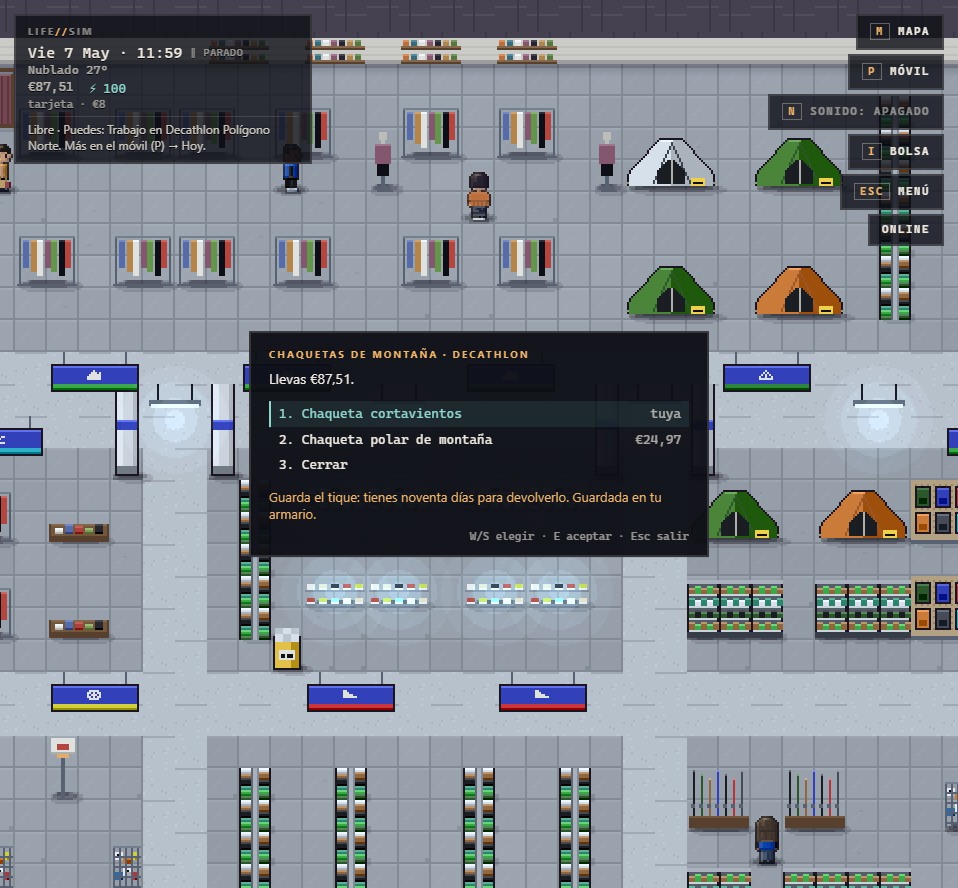 LIFE//SIM
Vie 7 May · 11:59 ‖ PARADO
Nublado 27°
€87,51 ⚡ 100
tarjeta · €8
Libre · Puedes: Trabajo en Decathlon Polígono
Norte. Más en el móvil (P) → Hoy.
M MAPA
P MÓVIL
N SONIDO: APAGADO
I BOLSA
ESC MENÚ
ONLINE
CHAQUETAS DE MONTAÑA · DECATHLON
Llevas €87,51.
1. Chaqueta cortavientos tuya
2. Chaqueta polar de montaña €24,97
3. Cerrar
Guarda el tique: tienes noventa días para devolverlo. Guardada en tu
armario.
W/S elegir · E aceptar · Esc salir